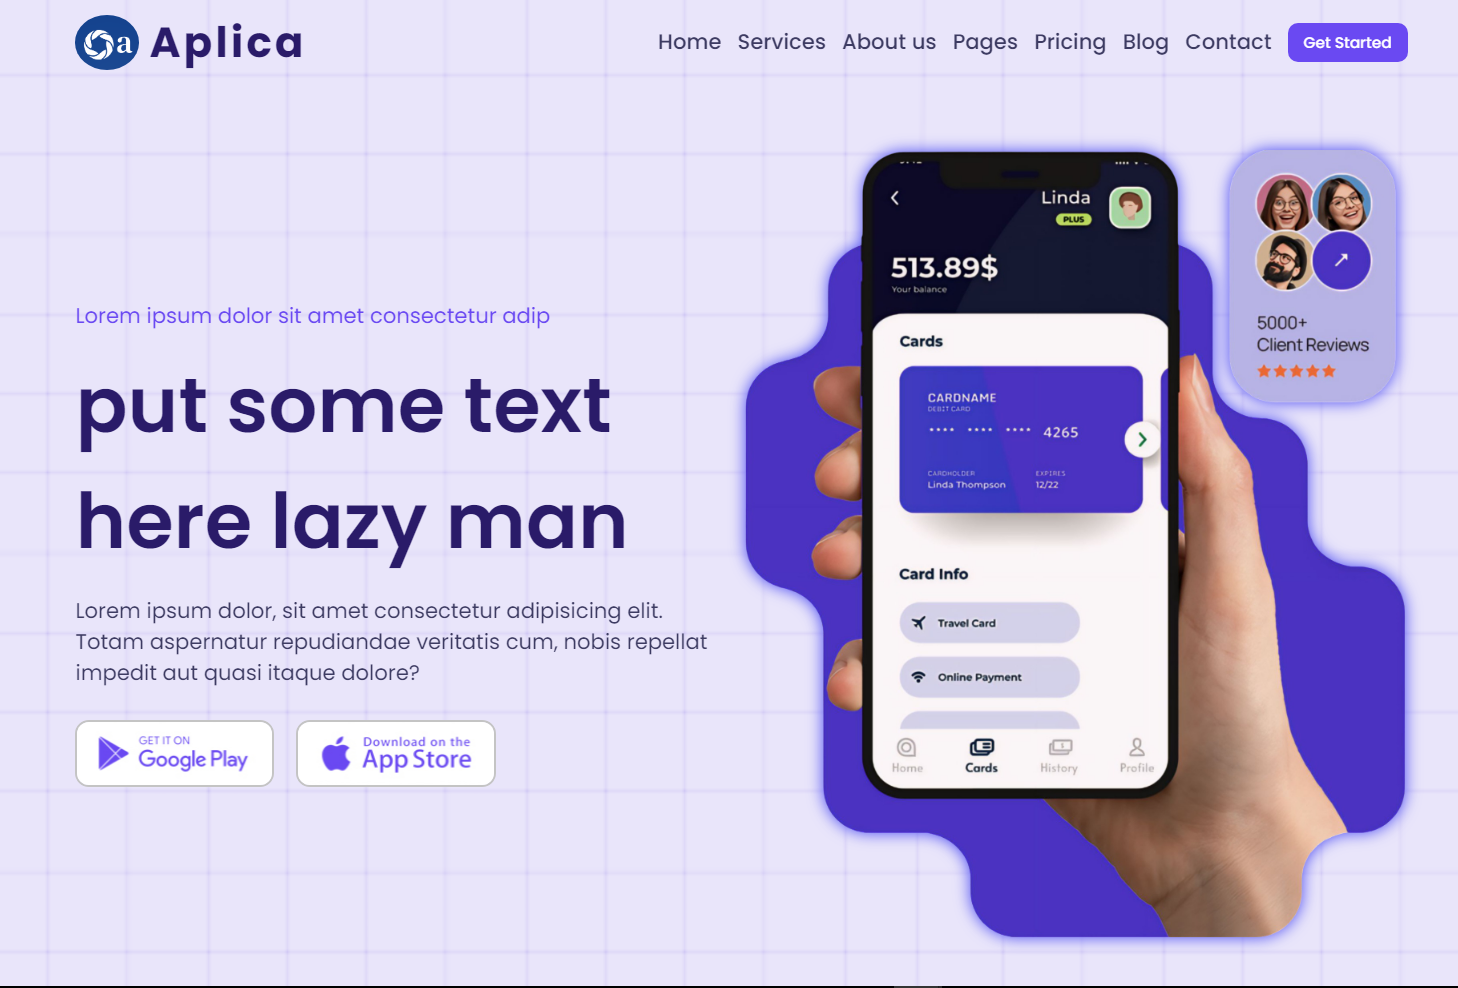 a Aplica
Home Services About us Pages Pricing Blog Contact Get Started
Lorem ipsum dolor sit amet consectetur adip
put some text
here lazy man
Lorem ipsum dolor, sit amet consectetur adipisicing elit.
Totam aspernatur repudiandae veritatis cum, nobis repellat
impedit aut quasi itaque dolore?
GET IT ON
Google Play
Download on the
App Store
Linda
PLUS
513.89$
Your balance
Cards
CARDNAME
DEBIT CARD
•••• •••• •••• 4265
CARDHOLDER EXPIRES
Linda Thompson 12/22
Card Info
Travel Card
Online Payment
Home Cards History Profile
5000+
Client Reviews